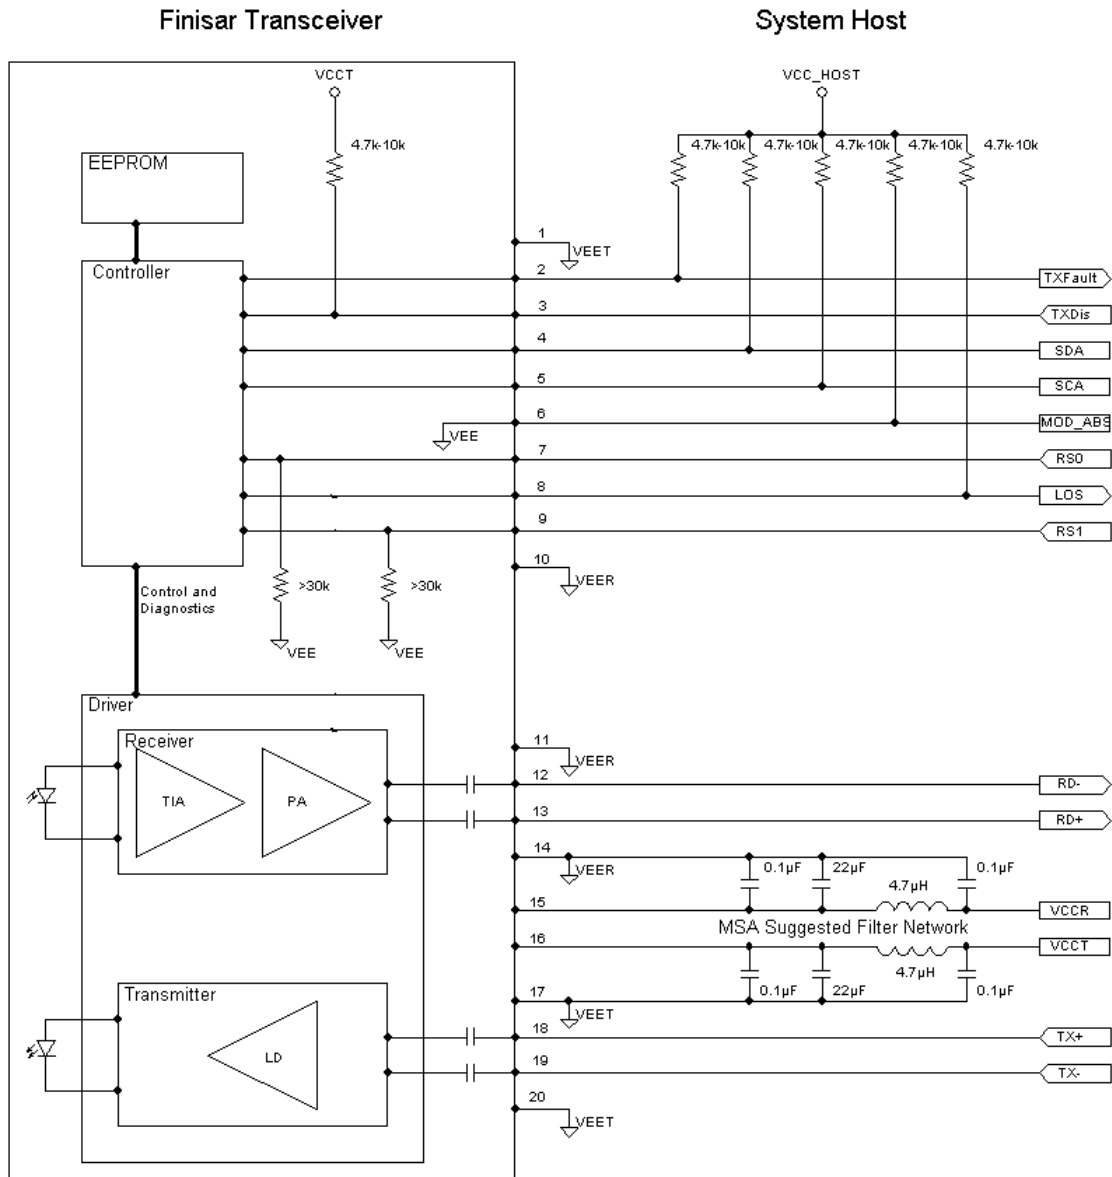 Finisar Transceiver
System Host
VCCT
VCC_HOST
4.7k-10k
4.7k-10k
4.7k-10k
4.7k-10k
4.7k-10k
4.7k-10k
EEPROM
Controller
1
VEET
2
TXFault
3
TXDis
4
SDA
5
SCA
6
VEE
MOD_ABS
7
RS0
8
LOS
9
RS1
10
VEER
>30k
>30k
Control and
Diagnostics
VEE
VEE
Driver
Receiver
TIA
PA
11
VEER
12
RD-
13
RD+
14
VEER
0.1µF
22µF
4.7µH
0.1µF
15
VCCR
MSA Suggested Filter Network
16
VCCT
4.7µH
0.1µF
22µF
0.1µF
17
VEET
Transmitter
LD
18
TX+
19
TX-
20
VEET